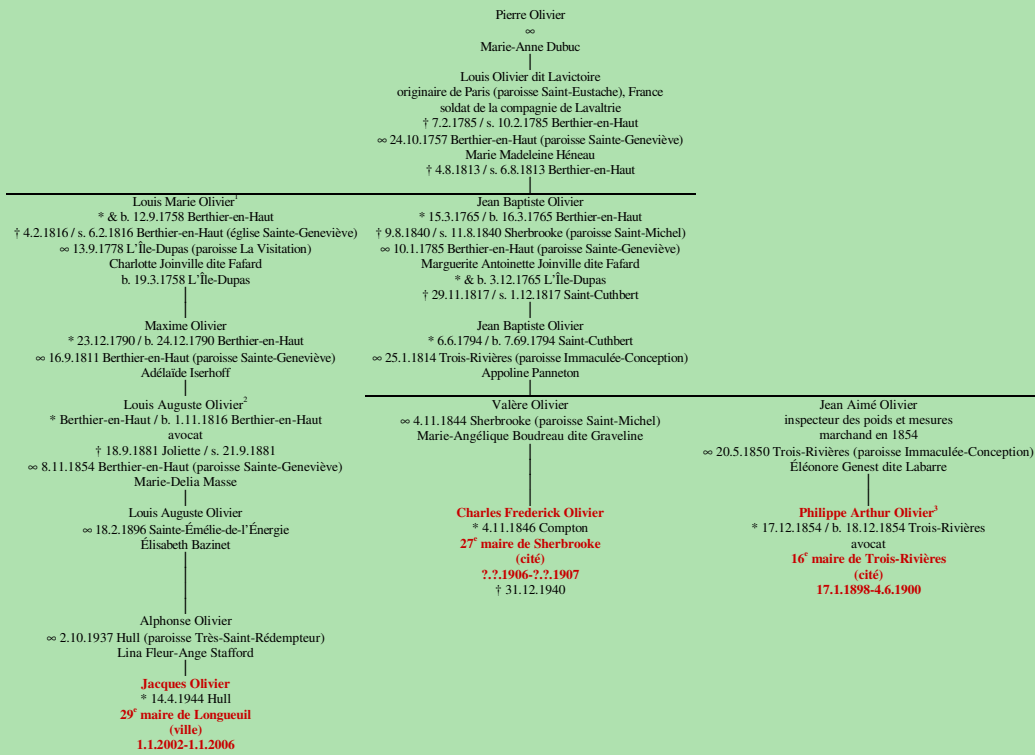 Pierre Olivier
∞
Marie-Anne Dubuc
Louis Olivier dit Lavictoire
originaire de Paris (paroisse Saint-Eustache), France
soldat de la compagnie de Lavaltrie
† 7.2.1785 / s. 10.2.1785 Berthier-en-Haut
∞ 24.10.1757 Berthier-en-Haut (paroisse Sainte-Geneviève)
Marie Madeleine Héneau
† 4.8.1813 / s. 6.8.1813 Berthier-en-Haut
Louis Marie Olivier¹
* & b. 12.9.1758 Berthier-en-Haut
† 4.2.1816 / s. 6.2.1816 Berthier-en-Haut (église Sainte-Geneviève)
∞ 13.9.1778 L'Île-Dupas (paroisse La Visitation)
Charlotte Joinville dite Fafard
b. 19.3.1758 L'Île-Dupas
Jean Baptiste Olivier
* 15.3.1765 / b. 16.3.1765 Berthier-en-Haut
† 9.8.1840 / s. 11.8.1840 Sherbrooke (paroisse Saint-Michel)
∞ 10.1.1785 Berthier-en-Haut (paroisse Sainte-Geneviève)
Marguerite Antoinette Joinville dite Fafard
* & b. 3.12.1765 L'Île-Dupas
† 29.11.1817 / s. 1.12.1817 Saint-Cuthbert
Maxime Olivier
* 23.12.1790 / b. 24.12.1790 Berthier-en-Haut
∞ 16.9.1811 Berthier-en-Haut (paroisse Sainte-Geneviève)
Adélaïde Iserhoff
Jean Baptiste Olivier
* 6.6.1794 / b. 7.69.1794 Saint-Cuthbert
∞ 25.1.1814 Trois-Rivières (paroisse Immaculée-Conception)
Appoline Panneton
Louis Auguste Olivier²
* Berthier-en-Haut / b. 1.11.1816 Berthier-en-Haut
avocat
† 18.9.1881 Joliette / s. 21.9.1881
∞ 8.11.1854 Berthier-en-Haut (paroisse Sainte-Geneviève)
Marie-Delia Masse
Valère Olivier
∞ 4.11.1844 Sherbrooke (paroisse Saint-Michel)
Marie-Angélique Boudreau dite Graveline
Jean Aimé Olivier
inspecteur des poids et mesures
marchand en 1854
∞ 20.5.1850 Trois-Rivières (paroisse Immaculée-Conception)
Éléonore Genest dite Labarre
Louis Auguste Olivier
∞ 18.2.1896 Sainte-Émélie-de-l'Énergie
Élisabeth Bazinet
Charles Frederick Olivier
* 4.11.1846 Compton
27e maire de Sherbrooke
(cité)
?.?.1906-?.?.1907
† 31.12.1940
Philippe Arthur Olivier³
* 17.12.1854 / b. 18.12.1854 Trois-Rivières
avocat
16e maire de Trois-Rivières
(cité)
17.1.1898-4.6.1900
Alphonse Olivier
∞ 2.10.1937 Hull (paroisse Très-Saint-Rédempteur)
Lina Fleur-Ange Stafford
Jacques Olivier
* 14.4.1944 Hull
29e maire de Longueuil
(ville)
1.1.2002-1.1.2006